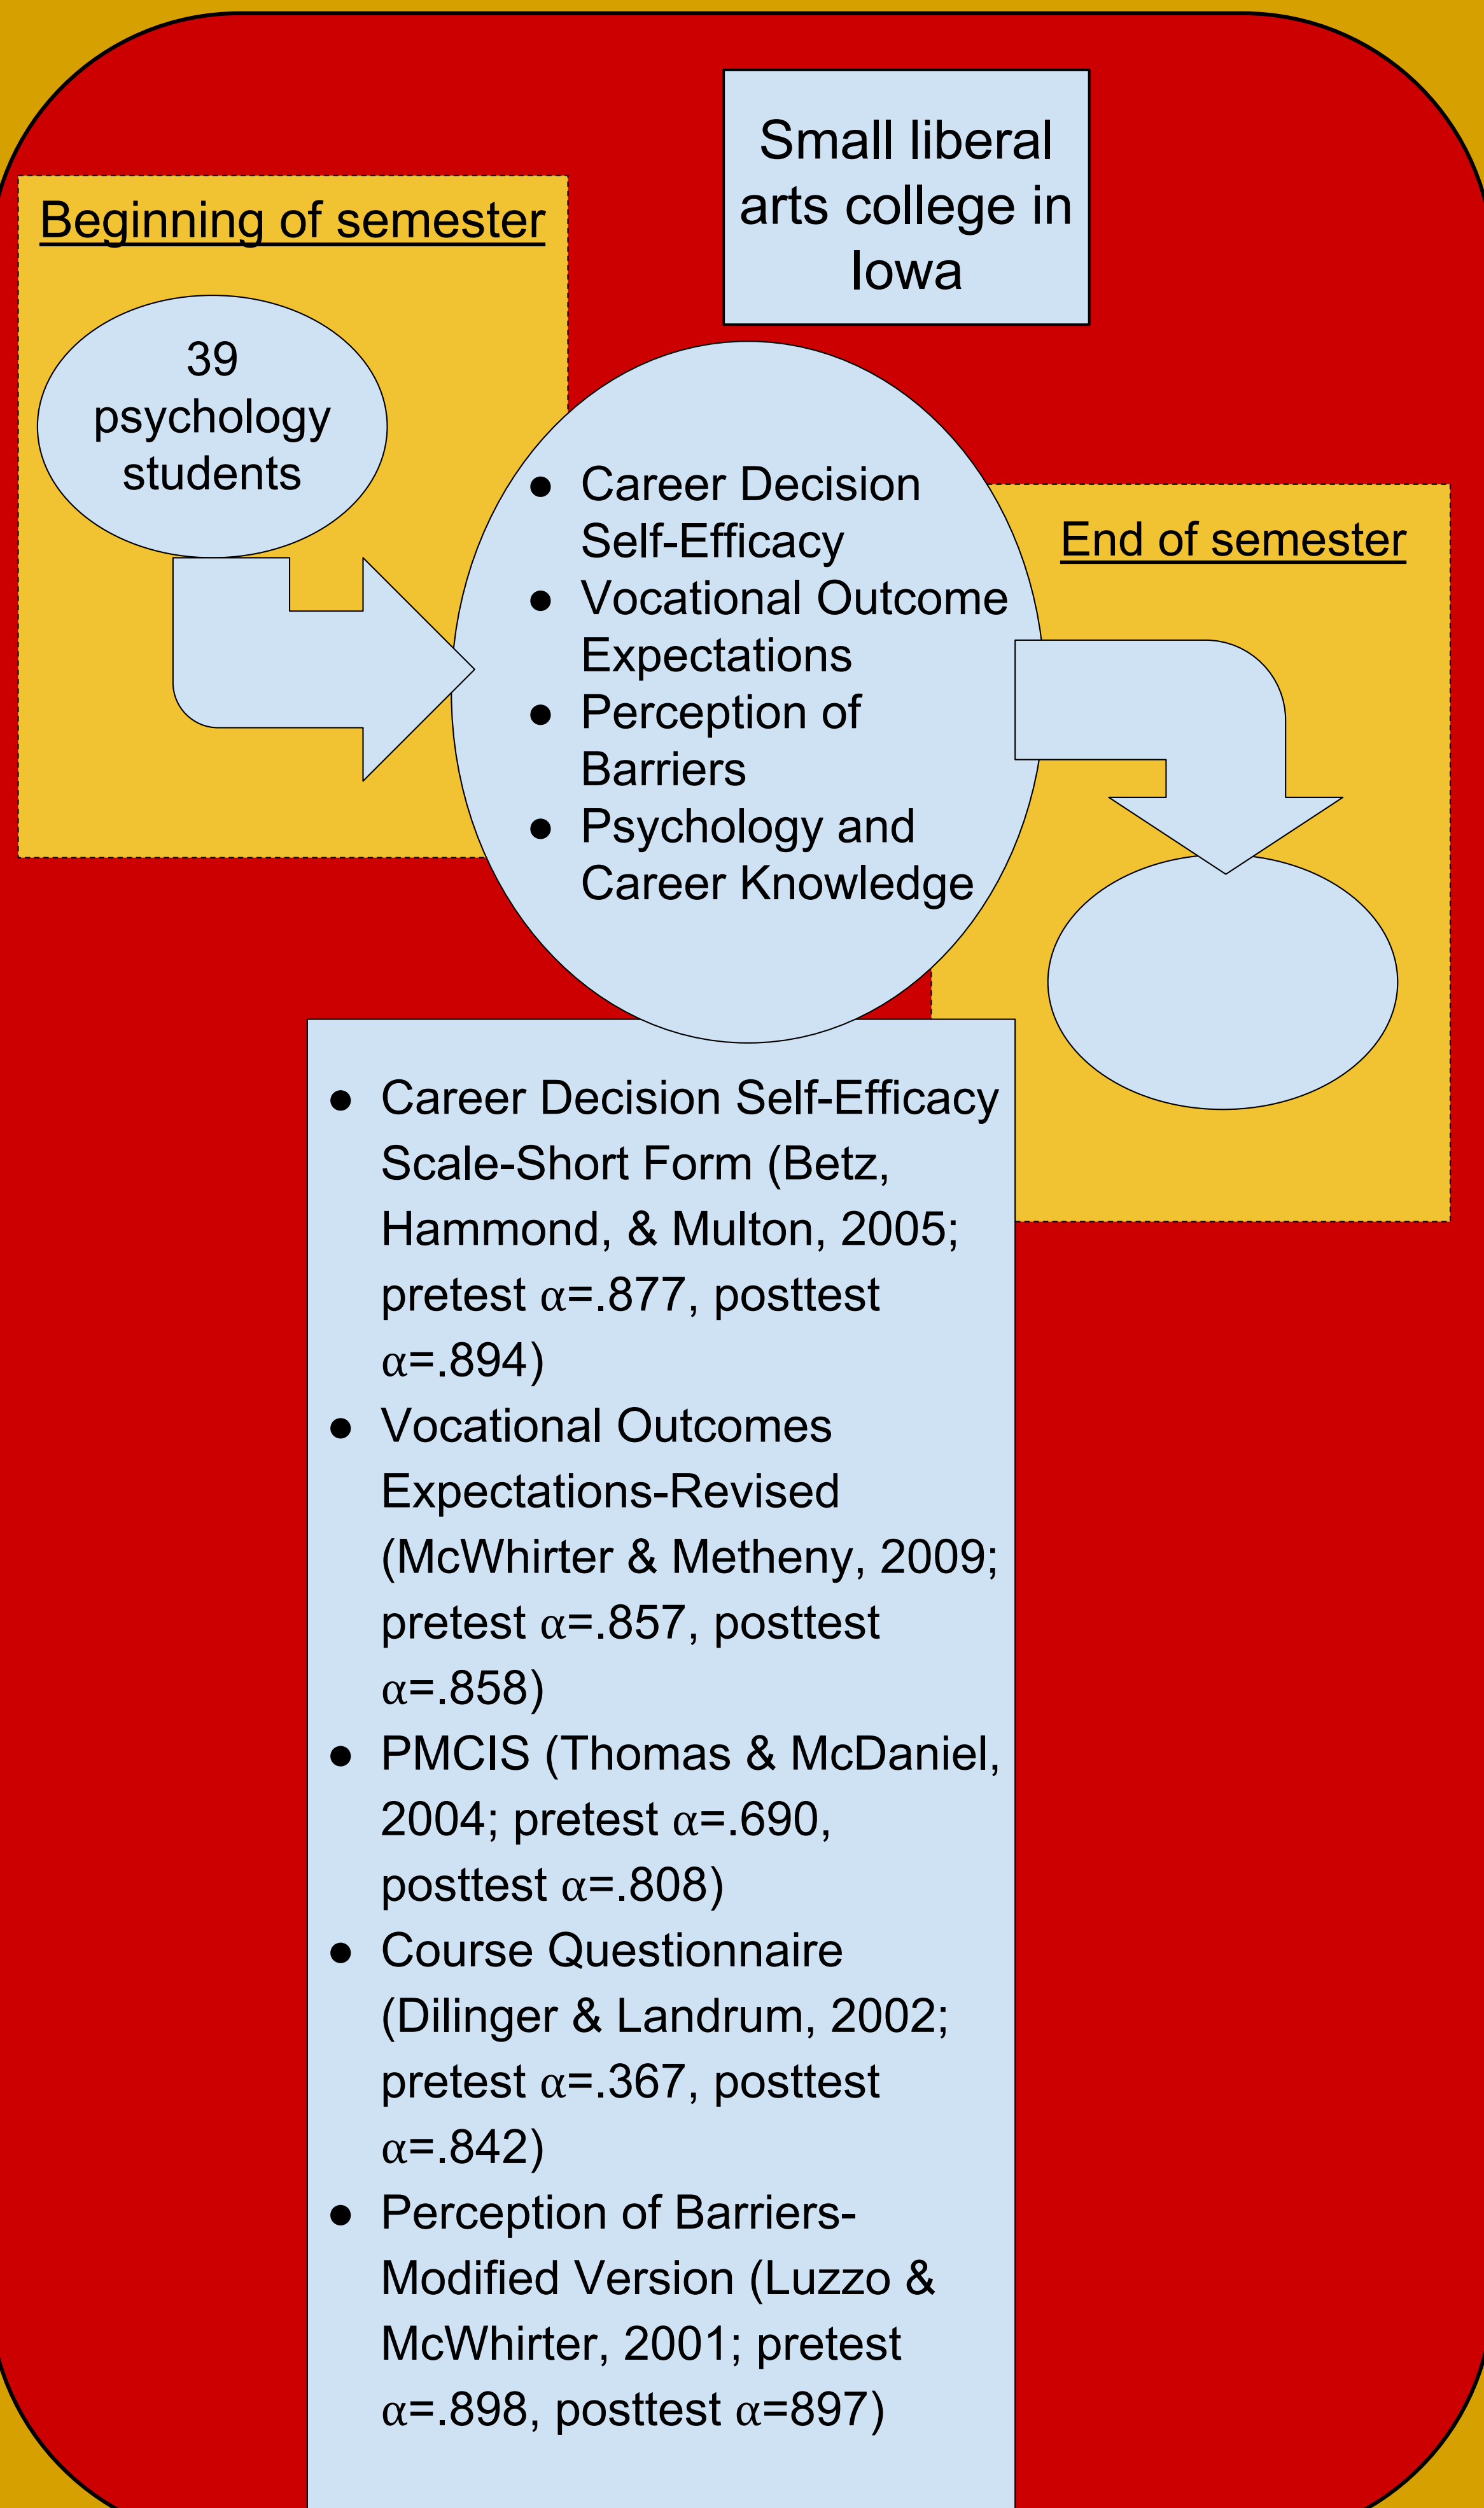 Small liberal
arts college in
Iowa
Beginning of semester
39
psychology
students
● Career Decision
Self-Efficacy
● Vocational Outcome
Expectations
● Perception of
Barriers
● Psychology and
Career Knowledge
End of semester
● Career Decision Self-Efficacy
Scale-Short Form (Betz,
Hammond, & Multon, 2005;
pretest α=.877, posttest
α=.894)
● Vocational Outcomes
Expectations-Revised
(McWhirter & Metheny, 2009;
pretest α=.857, posttest
α=.858)
● PMCIS (Thomas & McDaniel,
2004; pretest α=.690,
posttest α=.808)
● Course Questionnaire
(Dilinger & Landrum, 2002;
pretest α=.367, posttest
α=.842)
● Perception of Barriers-
Modified Version (Luzzo &
McWhirter, 2001; pretest
α=.898, posttest α=897)